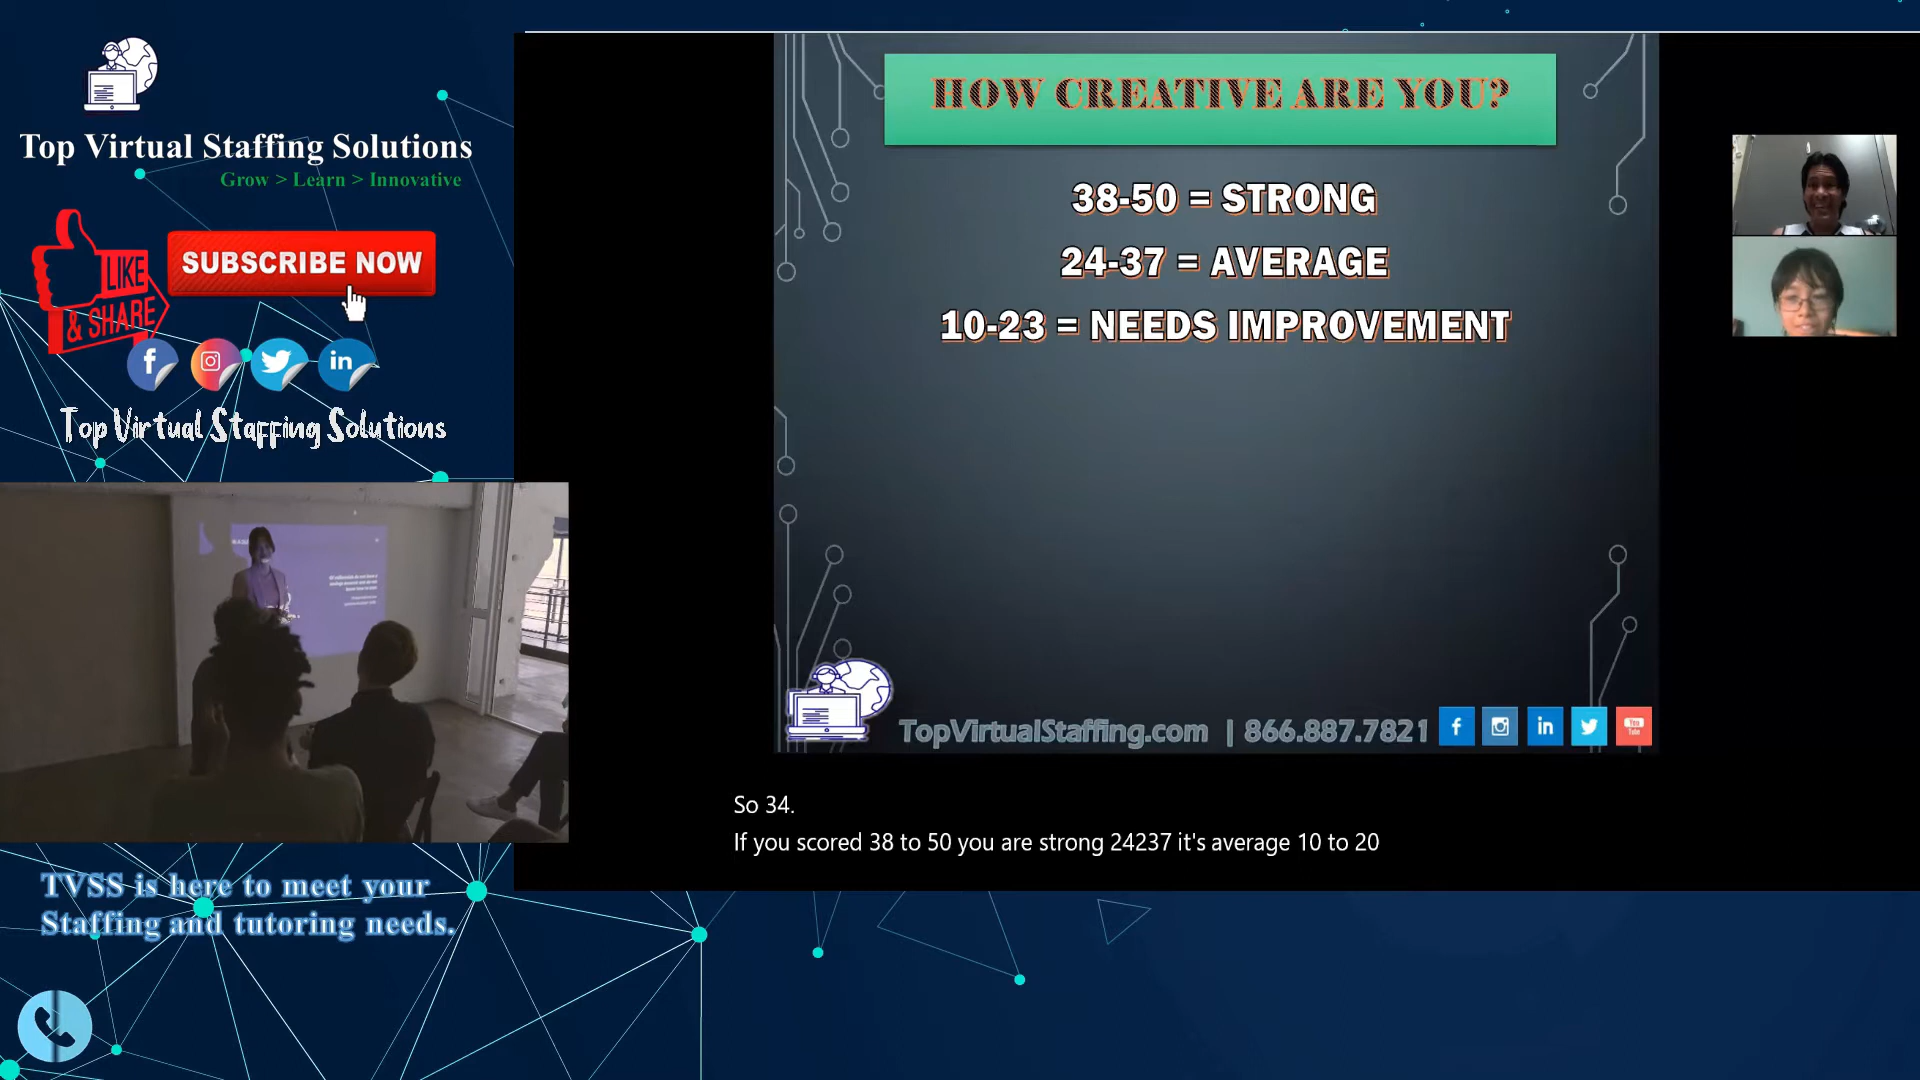 Top Virtual Staffing Solutions
Grow > Learn > Innovative
LIKE
& SHARE
SUBSCRIBE NOW
Top Virtual Staffing Solutions
TVSS is here to meet your
Staffing and tutoring needs.
HOW CREATIVE ARE YOU?
38-50 = STRONG
24-37 = AVERAGE
10-23 = NEEDS IMPROVEMENT
TopVirtualStaffing.com | 866.887.7821
You
Tube
So 34.
If you scored 38 to 50 you are strong 24237 it's average 10 to 20